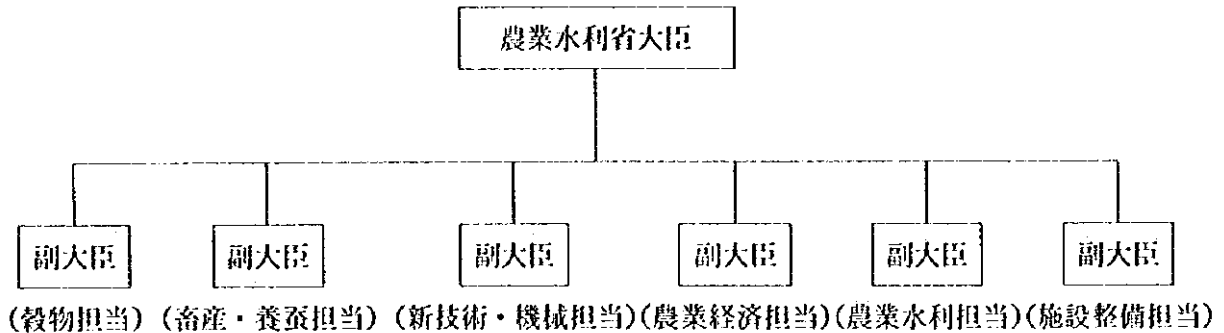 農業水利省大臣
副大臣 副大臣 副大臣 副大臣 副大臣 副大臣
(穀物担当) (畜産・養蚕担当) (新技術・機械担当)(農業経済担当)(農業水利担当)(施設整備担当)